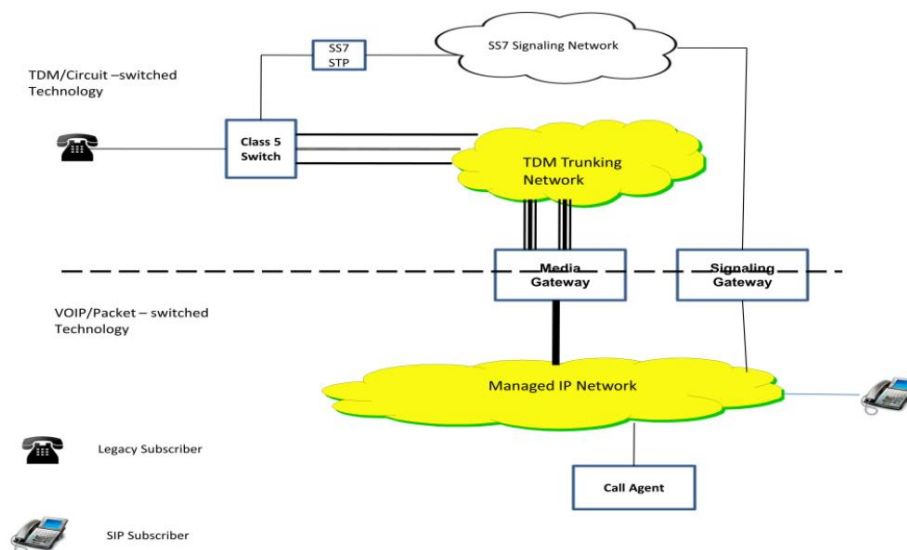 SS7
STP
SS7 Signaling Network
TDM/Circuit –switched
Technology
Class 5
Switch
TDM Trunking
Network
Media
Gateway
Signaling
Gateway
VOIP/Packet – switched
Technology
Managed IP Network
Legacy Subscriber
Call Agent
SIP Subscriber